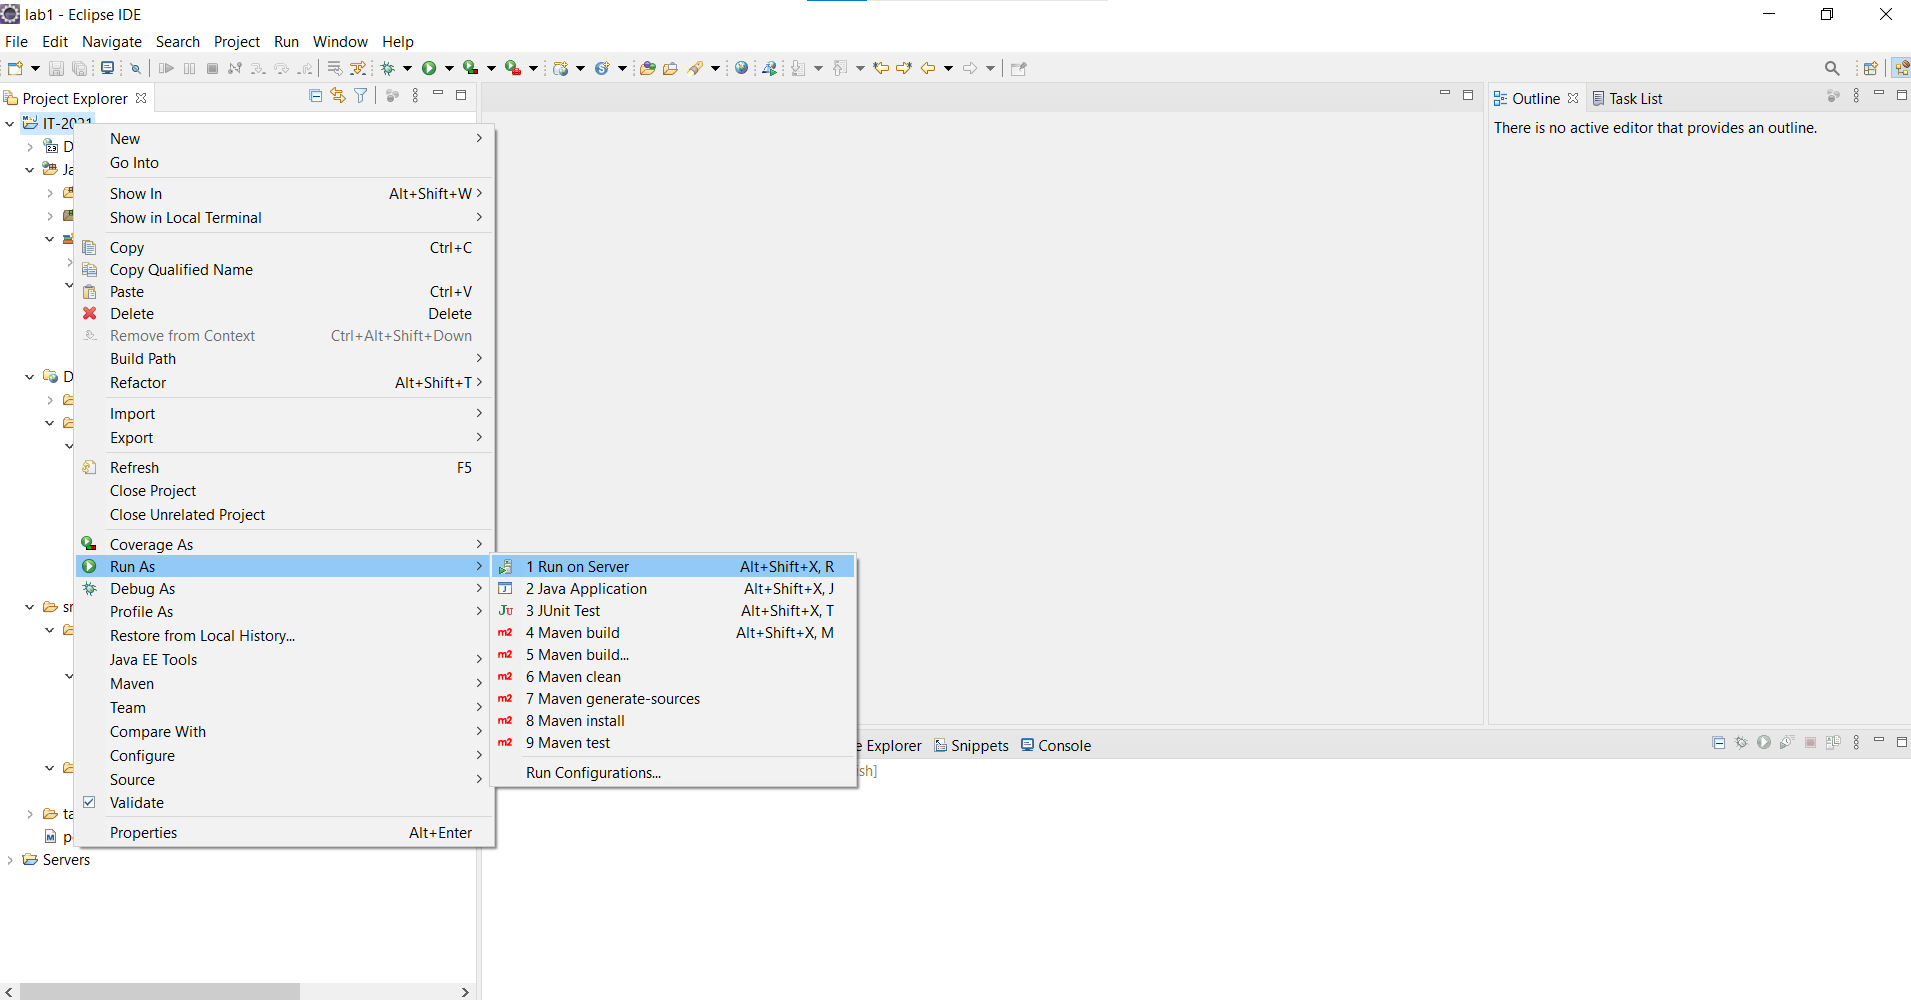 lab1 - Eclipse IDE
File Edit Navigate Search Project Run Window Help
Project Explorer
Outline Task List
There is no active editor that provides an outline.
IT-2021
D
Ja
D
sr
ta
p
Servers
New
Go Into
Show In Alt+Shift+W
Show in Local Terminal
Copy Ctrl+C
Copy Qualified Name
Paste Ctrl+V
Delete Delete
Remove from Context Ctrl+Alt+Shift+Down
Build Path
Refactor Alt+Shift+T
Import
Export
Refresh F5
Close Project
Close Unrelated Project
Coverage As
Run As
Debug As
Profile As
Restore from Local History...
Java EE Tools
Maven
Team
Compare With
Configure
Source
Validate
Properties Alt+Enter
1 Run on Server Alt+Shift+X, R
2 Java Application Alt+Shift+X, J
3 JUnit Test Alt+Shift+X, T
4 Maven build Alt+Shift+X, M
5 Maven build...
6 Maven clean
7 Maven generate-sources
8 Maven install
9 Maven test
Run Configurations...
e Explorer Snippets Console
sh]